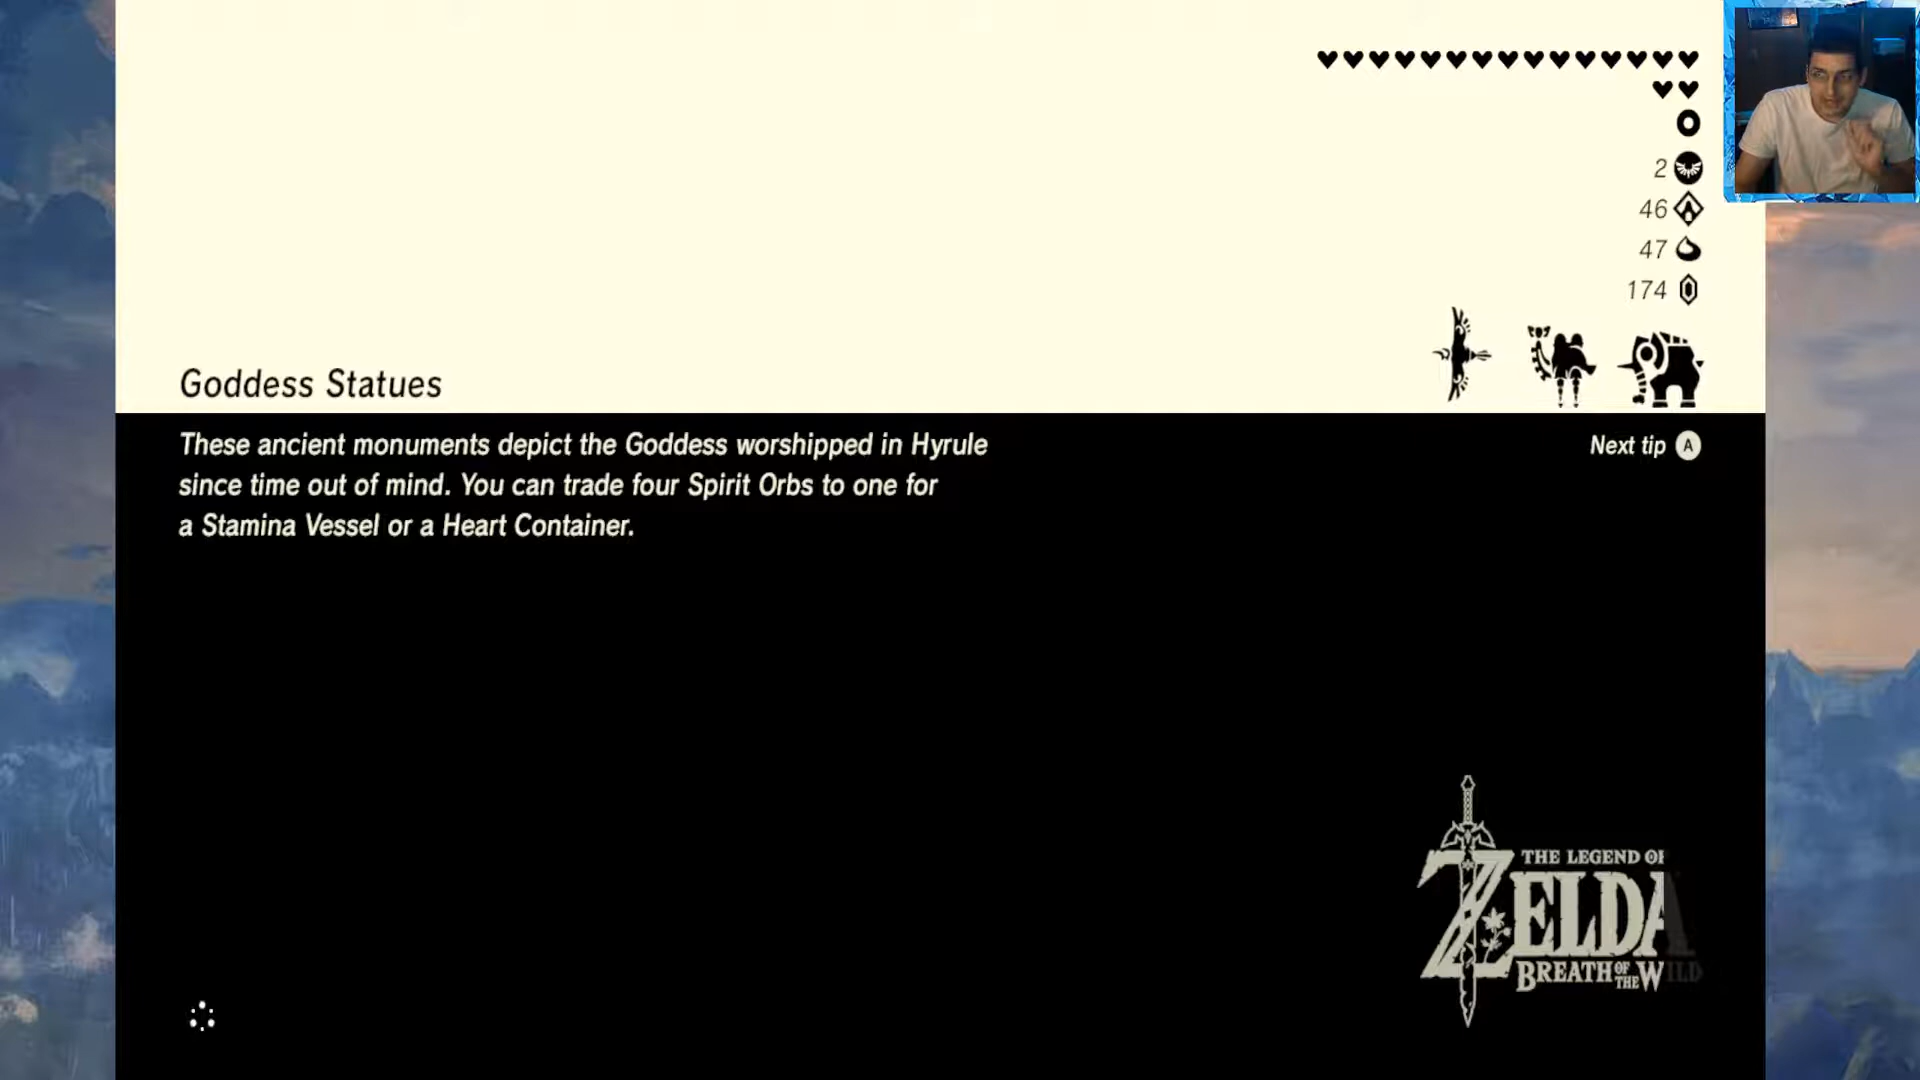 2
46
47
174
Goddess Statues
These ancient monuments depict the Goddess worshipped in Hyrule
since time out of mind. You can trade four Spirit Orbs to one for
a Stamina Vessel or a Heart Container.
Next tip A
THE LEGEND OF
ZELDA
BREATH OF THE WILD